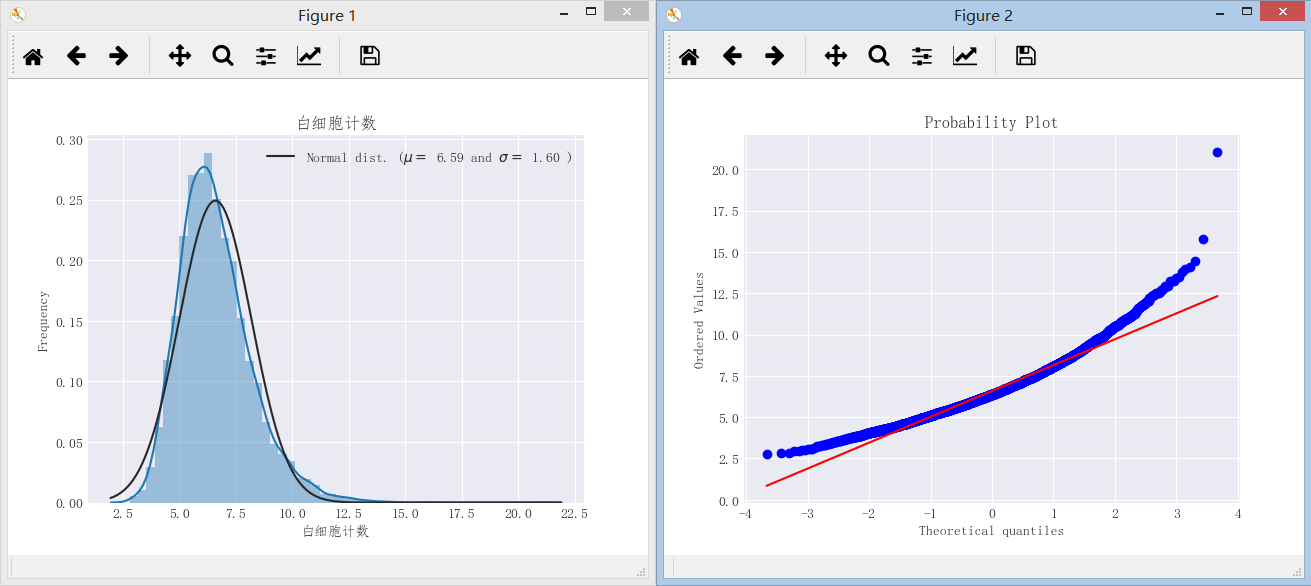 Figure 1
白细胞计数
Normal dist. (μ= 6.59 and σ= 1.60 )
0.30
0.25
0.20
0.15
0.10
0.05
0.00
Frequency
2.5 5.0 7.5 10.0 12.5 15.0 17.5 20.0 22.5
白细胞计数
Figure 2
Probability Plot
20.0
17.5
15.0
12.5
10.0
7.5
5.0
2.5
0.0
Ordered Values
-4 -3 -2 -1 0 1 2 3 4
Theoretical quantiles